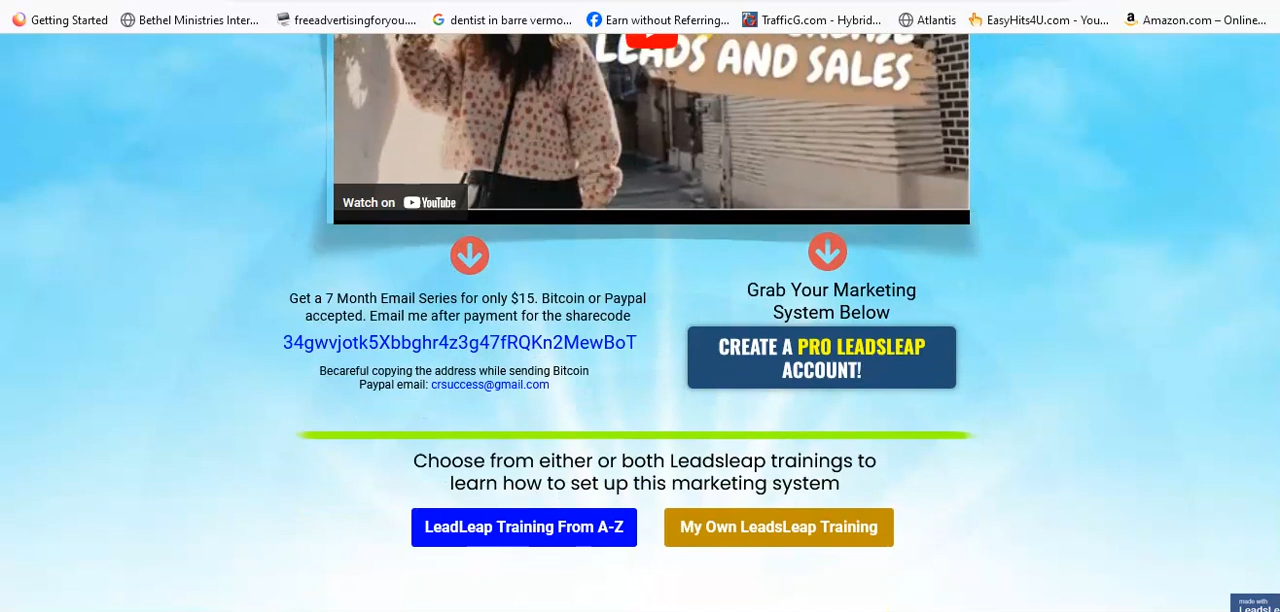 Getting Started
Bethel Ministries Inter...
freeadvertisingforyou....
dentist in barre vermo...
Earn without Referring...
TrafficG.com - Hybrid...
Atlantis
EasyHits4U.com - You...
Amazon.com – Online...
LEADS AND SALES
Watch on YouTube
Get a 7 Month Email Series for only $15. Bitcoin or Paypal
accepted. Email me after payment for the sharecode
34gwvjotk5Xbbghr4z3g47fRQKn2MewBoT
Becareful copying the address while sending Bitcoin
Paypal email: crsuccess@gmail.com
Grab Your Marketing
System Below
CREATE A PRO LEADSLEAP
ACCOUNT!
Choose from either or both Leadsleap trainings to
learn how to set up this marketing system
LeadLeap Training From A-Z
My Own LeadsLeap Training
made with